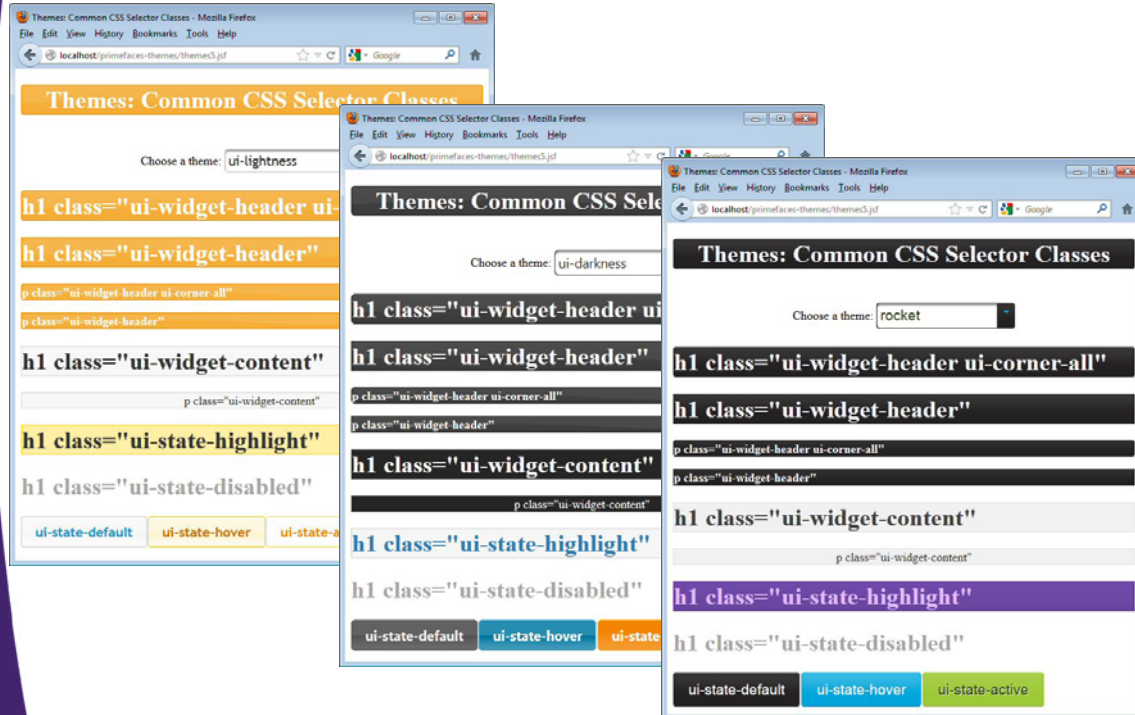 Themes: Common CSS Selector Classes - Mozilla Firefox
File Edit View History Bookmarks Tools Help
localhost/primefaces-themes/themes5.jsf
Google
Themes: Common CSS Selector Classes
Choose a theme: ui-lightness
h1 class="ui-widget-header ui-
h1 class="ui-widget-header"
p class="ui-widget-header ui-corner-all"
p class="ui-widget-header"
h1 class="ui-widget-content"
p class="ui-widget-content"
h1 class="ui-state-highlight"
h1 class="ui-state-disabled"
ui-state-default
ui-state-hover
ui-state-a
Themes: Common CSS Selector Classes - Mozilla Firefox
File Edit View History Bookmarks Tools Help
localhost/primefaces-themes/themes5.jsf
Google
Themes: Common CSS Sele
Choose a theme: ui-darkness
h1 class="ui-widget-header ui
h1 class="ui-widget-header"
p class="ui-widget-header ui-corner-all"
p class="ui-widget-header"
h1 class="ui-widget-content"
p class="ui-widget-content"
h1 class="ui-state-highlight"
h1 class="ui-state-disabled"
ui-state-default
ui-state-hover
ui-state
Themes: Common CSS Selector Classes - Mozilla Firefox
File Edit View History Bookmarks Tools Help
localhost/primefaces-themes/themes5.jsf
Google
Themes: Common CSS Selector Classes
Choose a theme: rocket
h1 class="ui-widget-header ui-corner-all"
h1 class="ui-widget-header"
p class="ui-widget-header ui-corner-all"
p class="ui-widget-header"
h1 class="ui-widget-content"
p class="ui-widget-content"
h1 class="ui-state-highlight"
h1 class="ui-state-disabled"
ui-state-default
ui-state-hover
ui-state-active